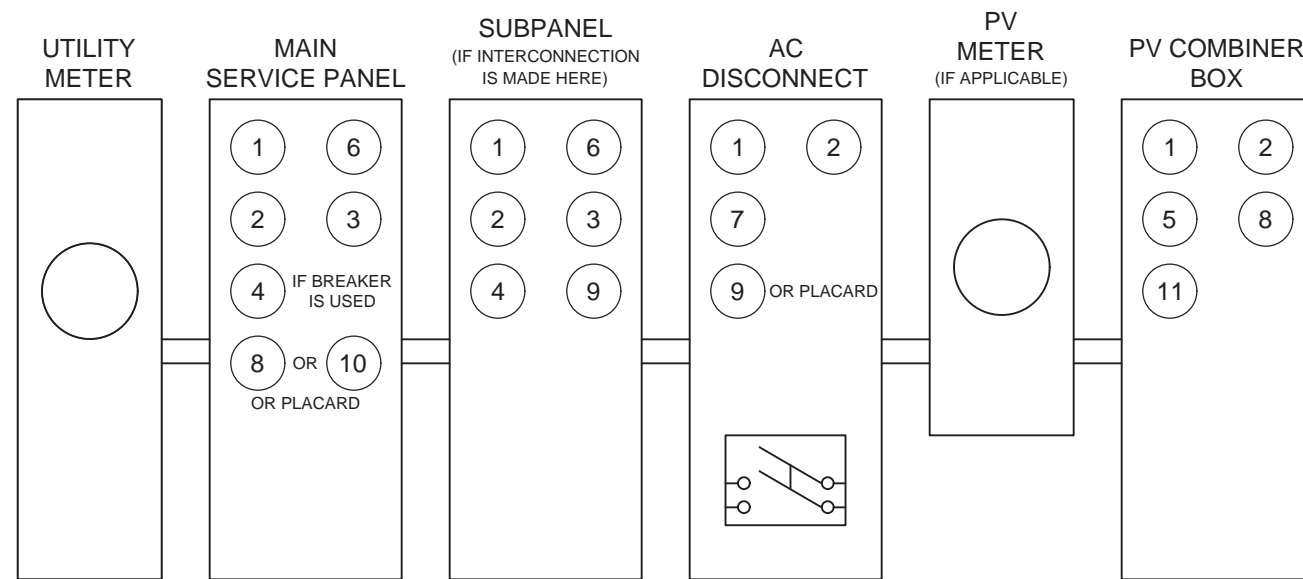 UTILITY
METER
MAIN
SERVICE PANEL
SUBPANEL
(IF INTERCONNECTION
IS MADE HERE)
AC
DISCONNECT
PV
METER
(IF APPLICABLE)
PV COMBINER
BOX
1 6
2 3
4 IF BREAKER
IS USED
8 OR 10
OR PLACARD
1 6
2 3
4 9
1 2
7
9 OR PLACARD
1 2
5 8
11